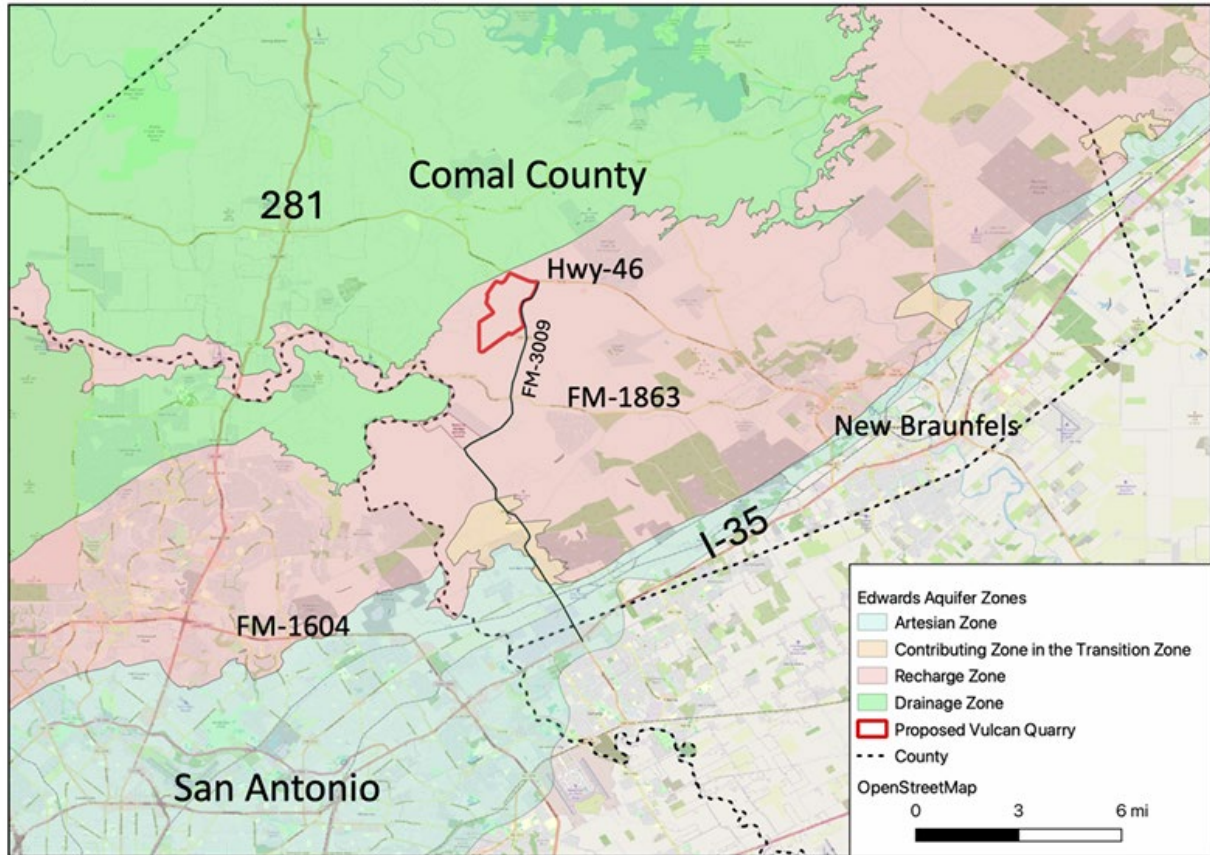 Comal County
281
Hwy-46
FM-3009
FM-1863
New Braunfels
I-35
FM-1604
San Antonio
Edwards Aquifer Zones
Artesian Zone
Contributing Zone in the Transition Zone
Recharge Zone
Drainage Zone
Proposed Vulcan Quarry
County
OpenStreetMap
0 3 6 mi